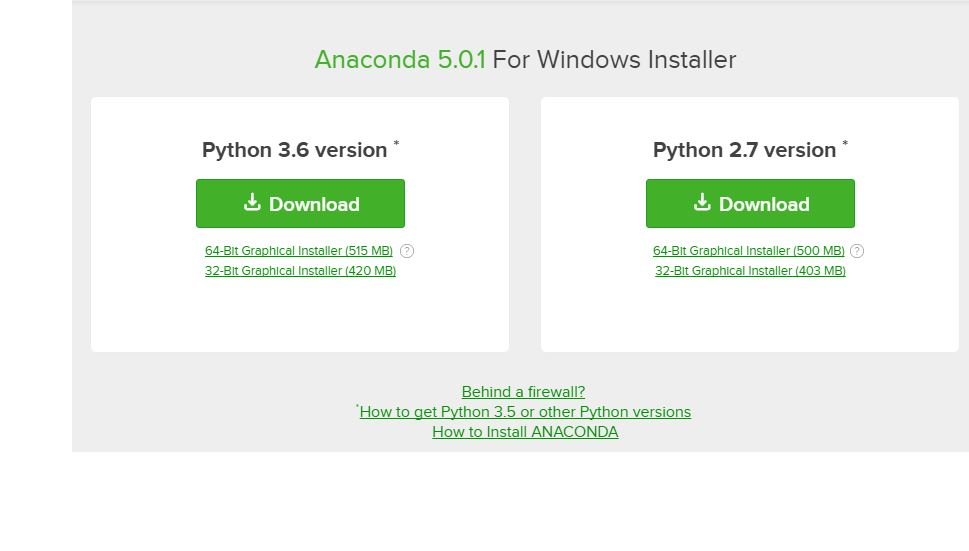 Anaconda 5.0.1 For Windows Installer
Python 3.6 version *
Download
64-Bit Graphical Installer (515 MB) ?
32-Bit Graphical Installer (420 MB)
Python 2.7 version *
Download
64-Bit Graphical Installer (500 MB) ?
32-Bit Graphical Installer (403 MB)
Behind a firewall?
*How to get Python 3.5 or other Python versions
How to Install ANACONDA